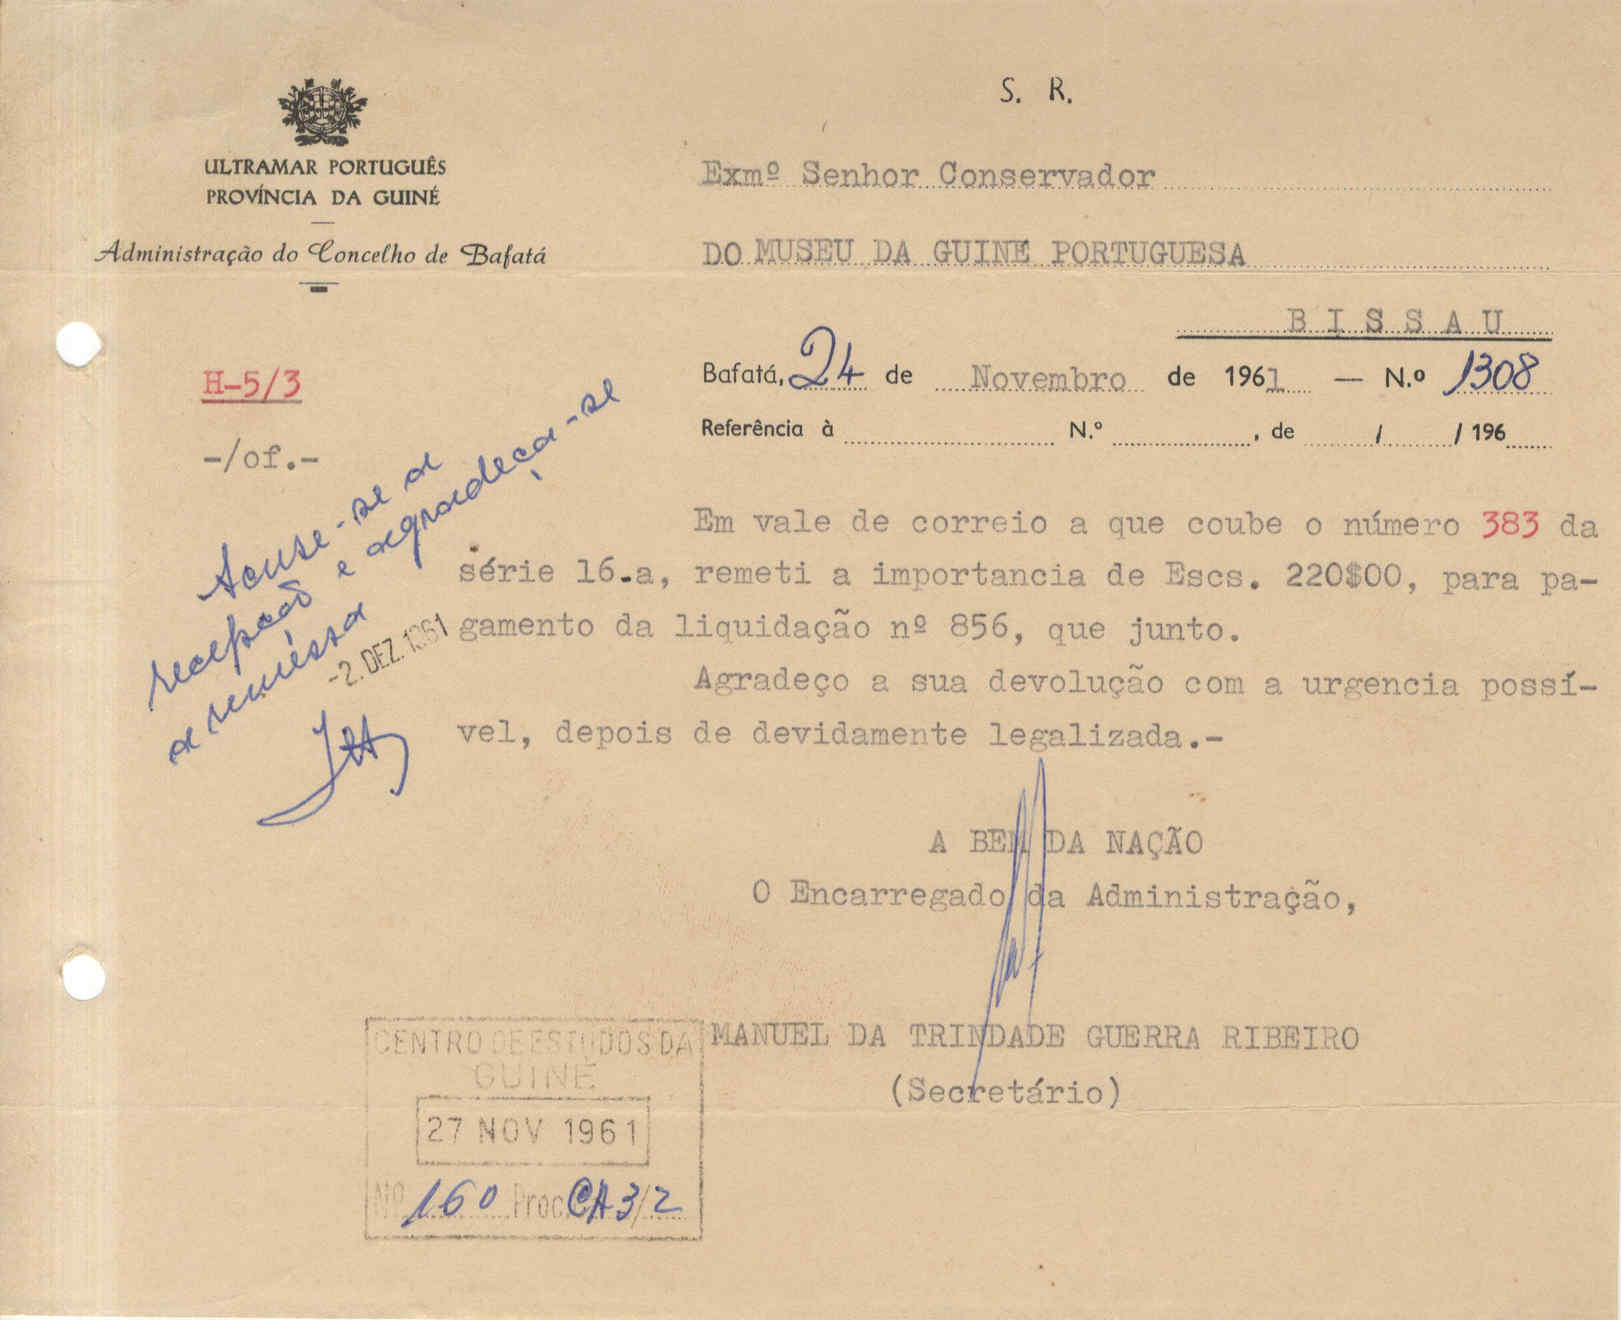 S. R.
ULTRAMAR PORTUGUÊS
PROVÍNCIA DA GUINÉ
Administração do Concelho de Bafatá
Exmº Senhor Conservador
DO MUSEU DA GUINÉ PORTUGUESA
BISSAU
Bafatá, 24 de Novembro de 1961 — N.º 1308
Referência à N.º , de / / 196
H-5/3
-/of.-
Acuse-se a
recepção e agradeça-se
a reméssa
-2. DEZ. 1961
Em vale de correio a que coube o número 383 da
série 16.a, remeti a importancia de Escs. 220$00, para pa-
gamento da liquidação nº 856, que junto.
Agradeço a sua devolução com a urgencia possí-
vel, depois de devidamente legalizada.-
A BEM DA NAÇÃO
O Encarregado da Administração,
MANUEL DA TRINDADE GUERRA RIBEIRO
(Secretário)
CENTRO DE ESTUDOS DA
GUINÉ
27 NOV 1961
Nº 160 Proc. CA 3/2